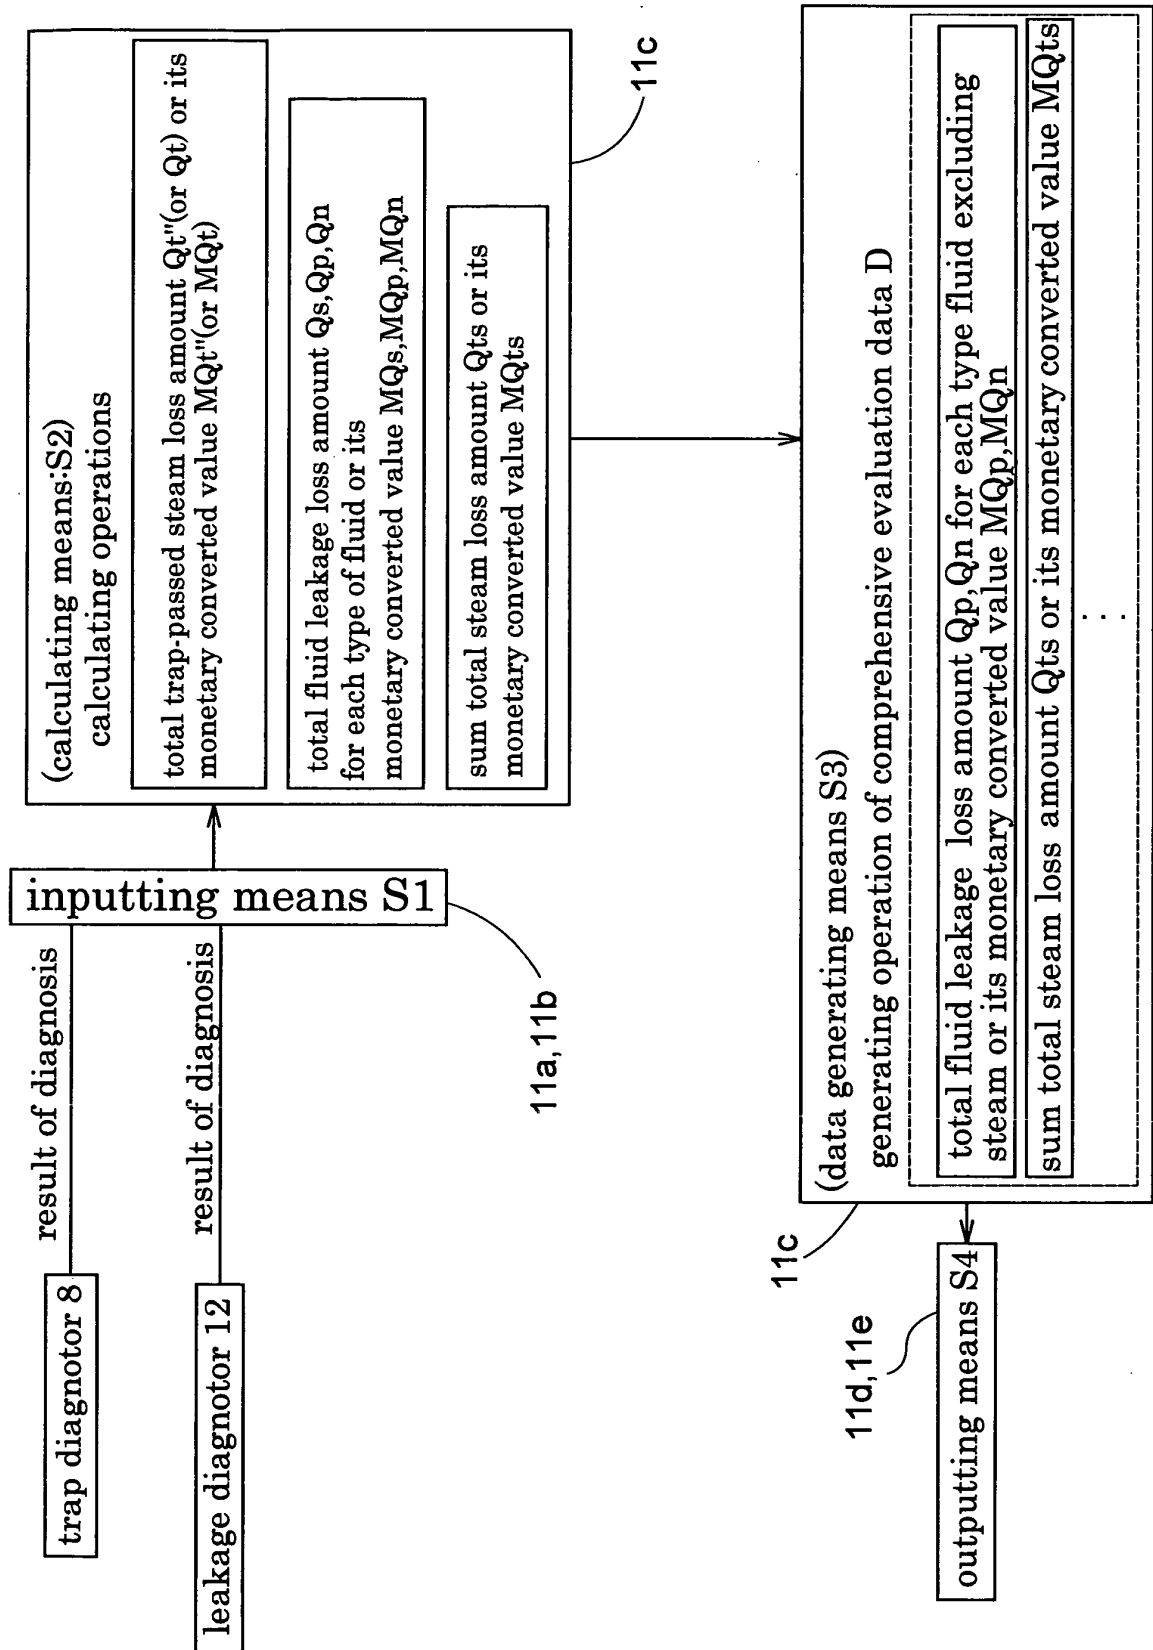 trap diagnotor 8
result of diagnosis
leakage diagnotor 12
result of diagnosis
inputting means S1
11a,11b
(calculating means:S2)
calculating operations
total trap-passed steam loss amount Qt"(or Qt) or its
monetary converted value MQt"(or MQt)
total fluid leakage loss amount Qs,Qp,Qn
for each type of fluid or its
monetary converted value MQs,MQp,MQn
sum total steam loss amount Qts or its
monetary converted value MQts
11c
(data generating means S3)
generating operation of comprehensive evaluation data D
total fluid leakage loss amount Qp,Qn for each type fluid excluding
steam or its monetary converted value MQp,MQn
sum total steam loss amount Qts or its monetary converted value MQts
. . .
11c
outputting means S4
11d,11e